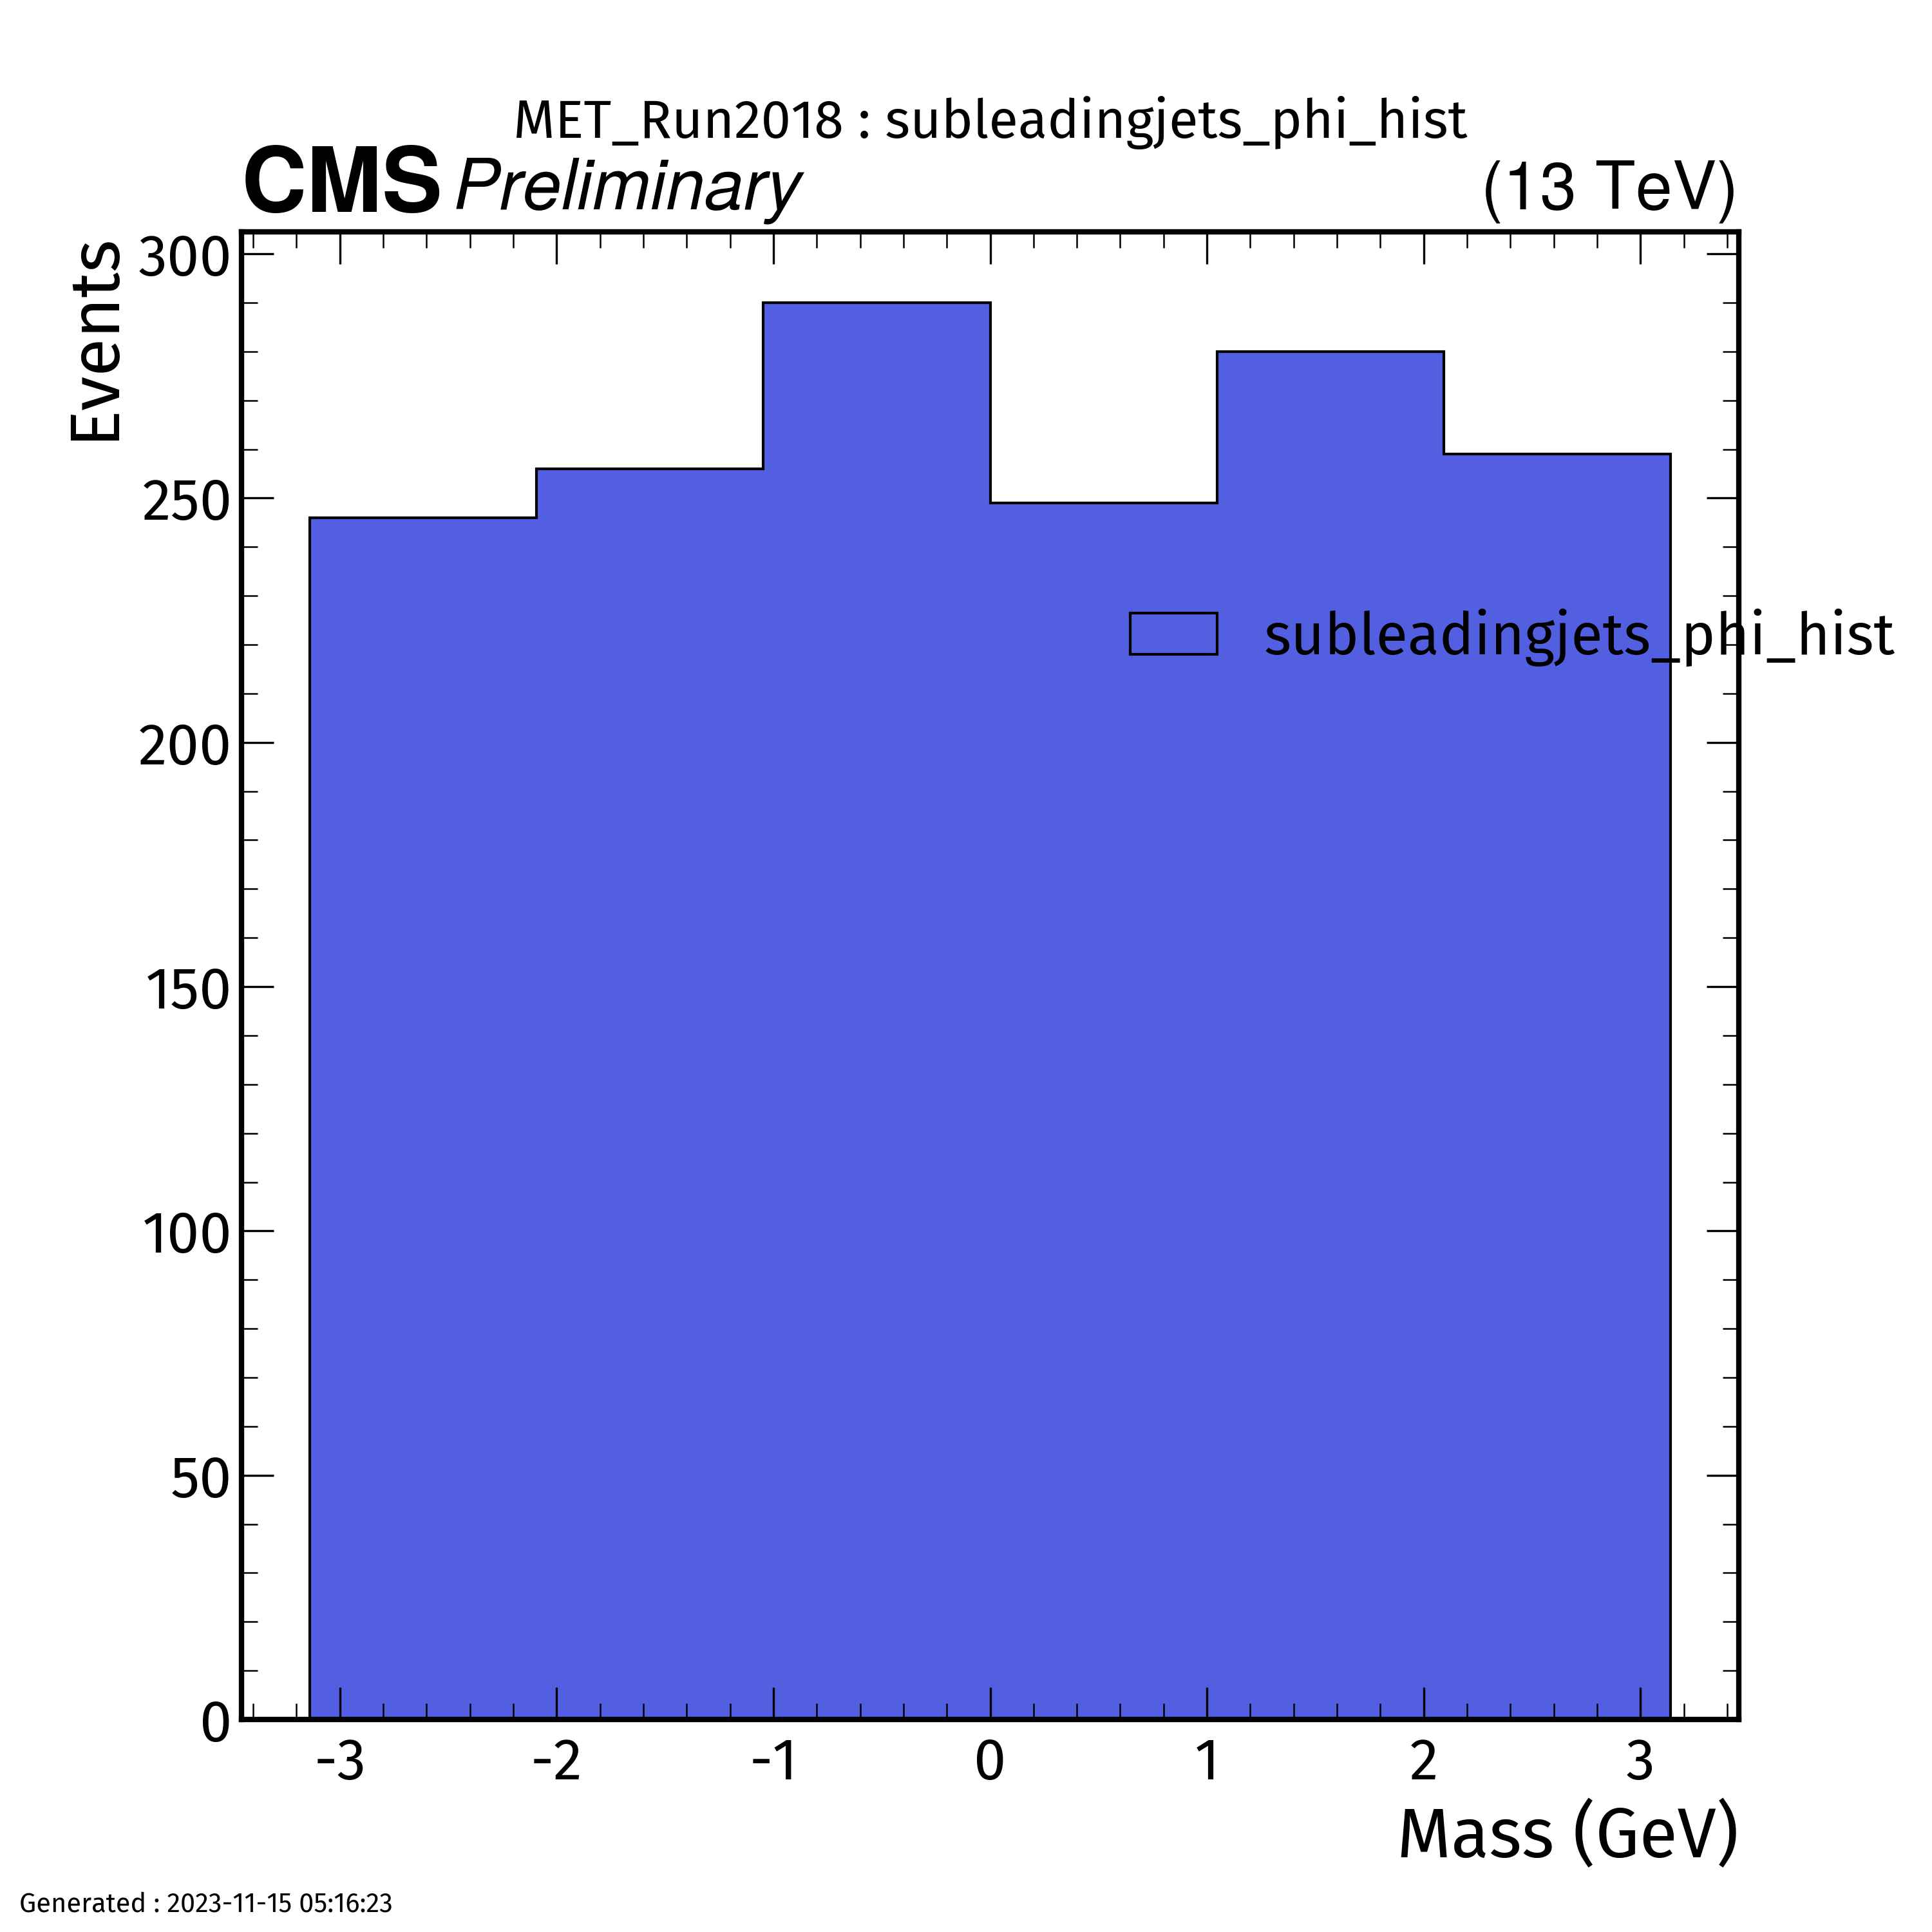 MET_Run2018 : subleadingjets_phi_hist
CMS Preliminary (13 TeV)
Events
300
250
200
150
100
50
0
subleadingjets_phi_hist
-3 -2 -1 0 1 2 3
Mass (GeV)
Generated : 2023-11-15 05:16:23